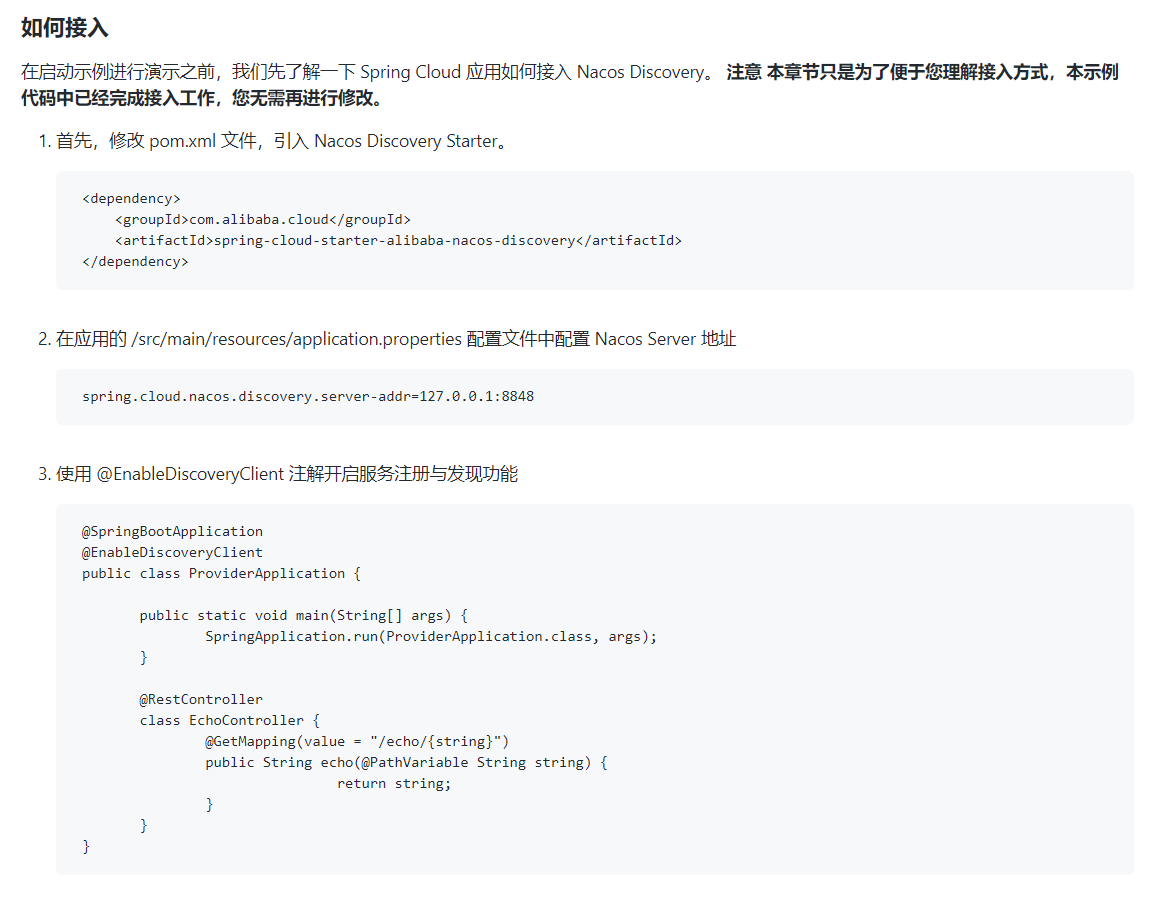 如何接入
在启动示例进行演示之前，我们先了解一下 Spring Cloud 应用如何接入 Nacos Discovery。 注意 本章节只是为了便于您理解接入方式，本示例
代码中已经完成接入工作，您无需再进行修改。
1. 首先，修改 pom.xml 文件，引入 Nacos Discovery Starter。
<dependency>
    <groupId>com.alibaba.cloud</groupId>
    <artifactId>spring-cloud-starter-alibaba-nacos-discovery</artifactId>
</dependency>
2. 在应用的 /src/main/resources/application.properties 配置文件中配置 Nacos Server 地址
spring.cloud.nacos.discovery.server-addr=127.0.0.1:8848
3. 使用 @EnableDiscoveryClient 注解开启服务注册与发现功能
@SpringBootApplication
@EnableDiscoveryClient
public class ProviderApplication {
       public static void main(String[] args) {
               SpringApplication.run(ProviderApplication.class, args);
       }
       @RestController
       class EchoController {
               @GetMapping(value = "/echo/{string}")
               public String echo(@PathVariable String string) {
                               return string;
               }
       }
}